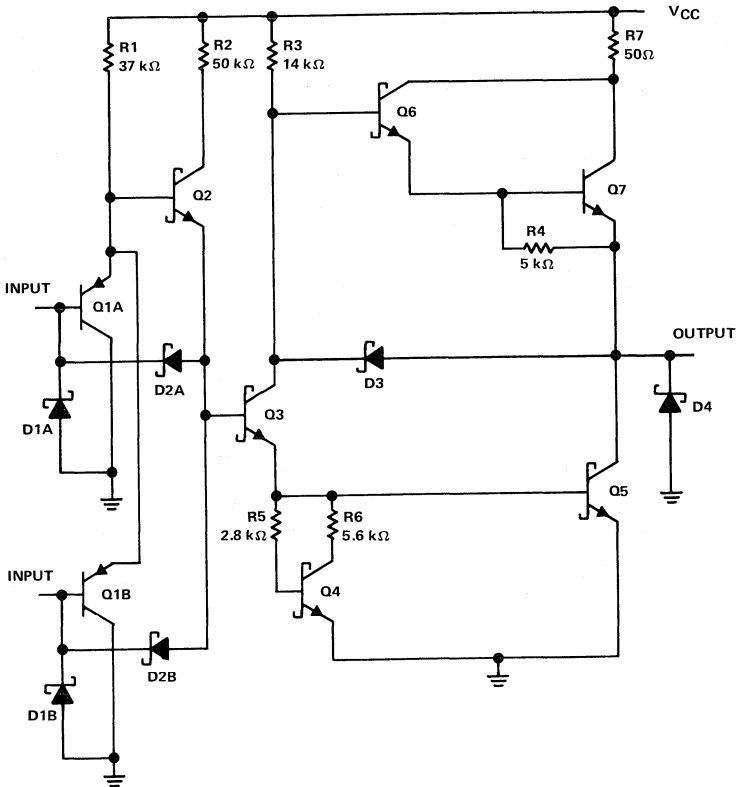 VCC
R1
37 kΩ
R2
50 kΩ
R3
14 kΩ
R7
50Ω
Q6
Q2
Q7
R4
5 kΩ
INPUT
Q1A
OUTPUT
D2A
D3
D1A
Q3
D4
Q5
R5
2.8 kΩ
R6
5.6 kΩ
INPUT
Q1B
Q4
D2B
D1B